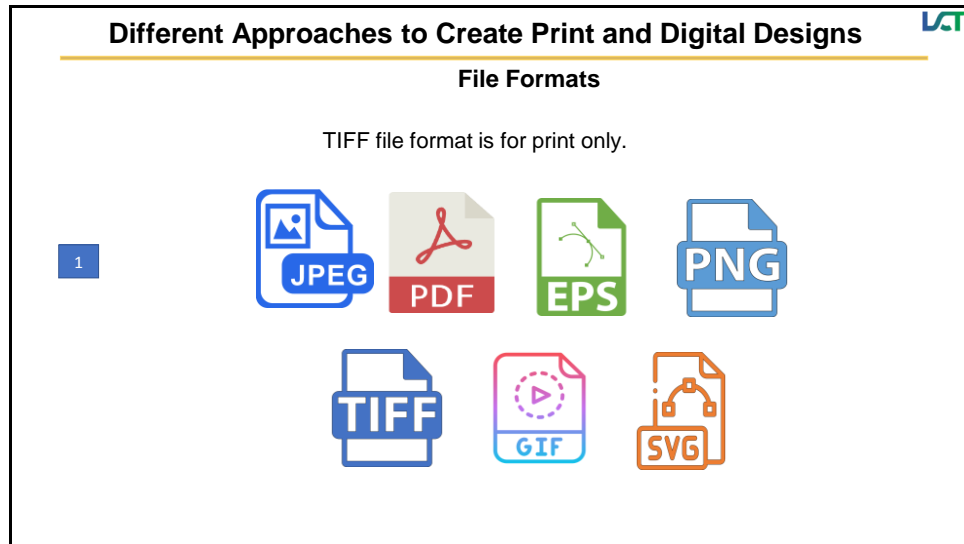 Different Approaches to Create Print and Digital Designs
LCT
File Formats
TIFF file format is for print only.
1
JPEG
PDF
EPS
PNG
TIFF
GIF
SVG